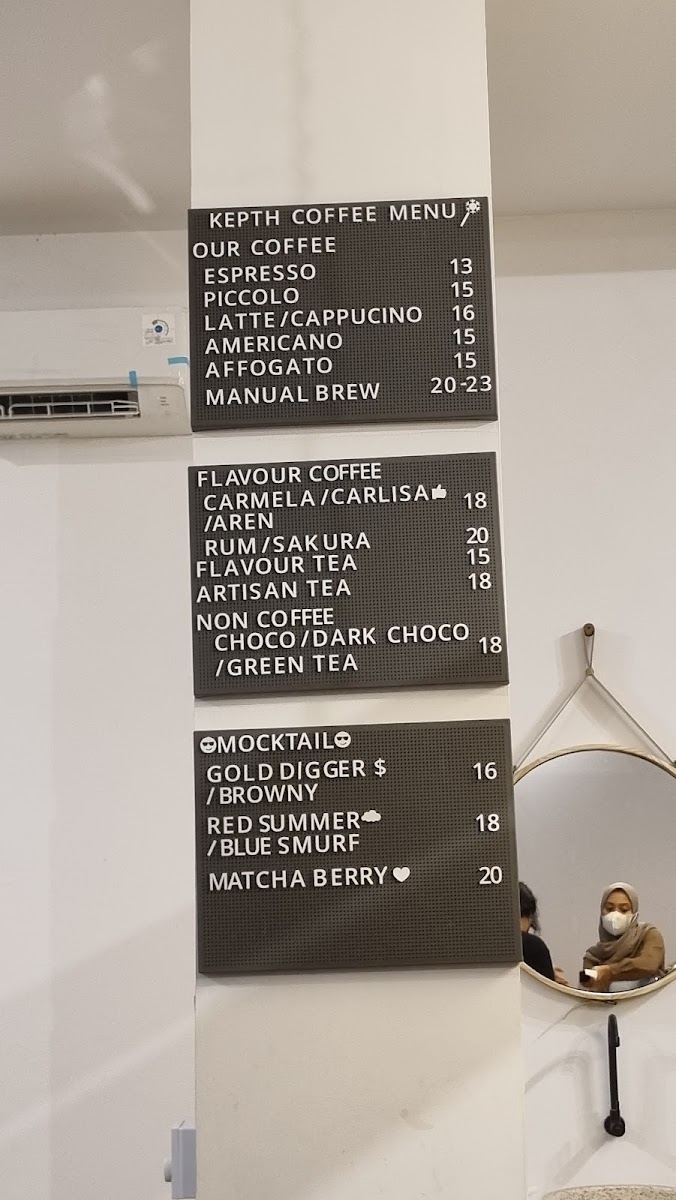 KEPTH COFFEE MENU
OUR COFFEE
ESPRESSO 13
PICCOLO 15
LATTE/CAPPUCINO 16
AMERICANO 15
AFFOGATO 15
MANUAL BREW 20-23
FLAVOUR COFFEE
CARMELA/CARLISA 18
/AREN
RUM/SAKURA 20
FLAVOUR TEA 15
ARTISAN TEA 18
NON COFFEE
CHOCO/DARK CHOCO 18
/GREEN TEA
😎MOCKTAIL😎
GOLD DIGGER $ 16
/BROWNY
RED SUMMER☁ 18
/BLUE SMURF
MATCHA BERRY♥ 20